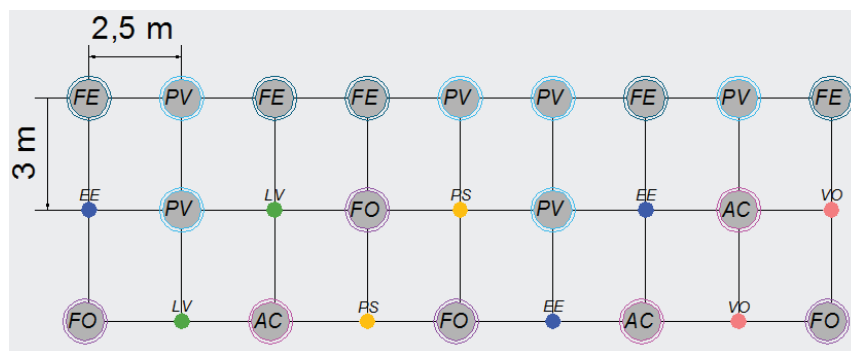 2,5 m
FE PV FE FE PV PV FE PV FE
3 m
EE PV LV FO PS PV EE AC VO
FO LV AC PS FO EE AC VO FO